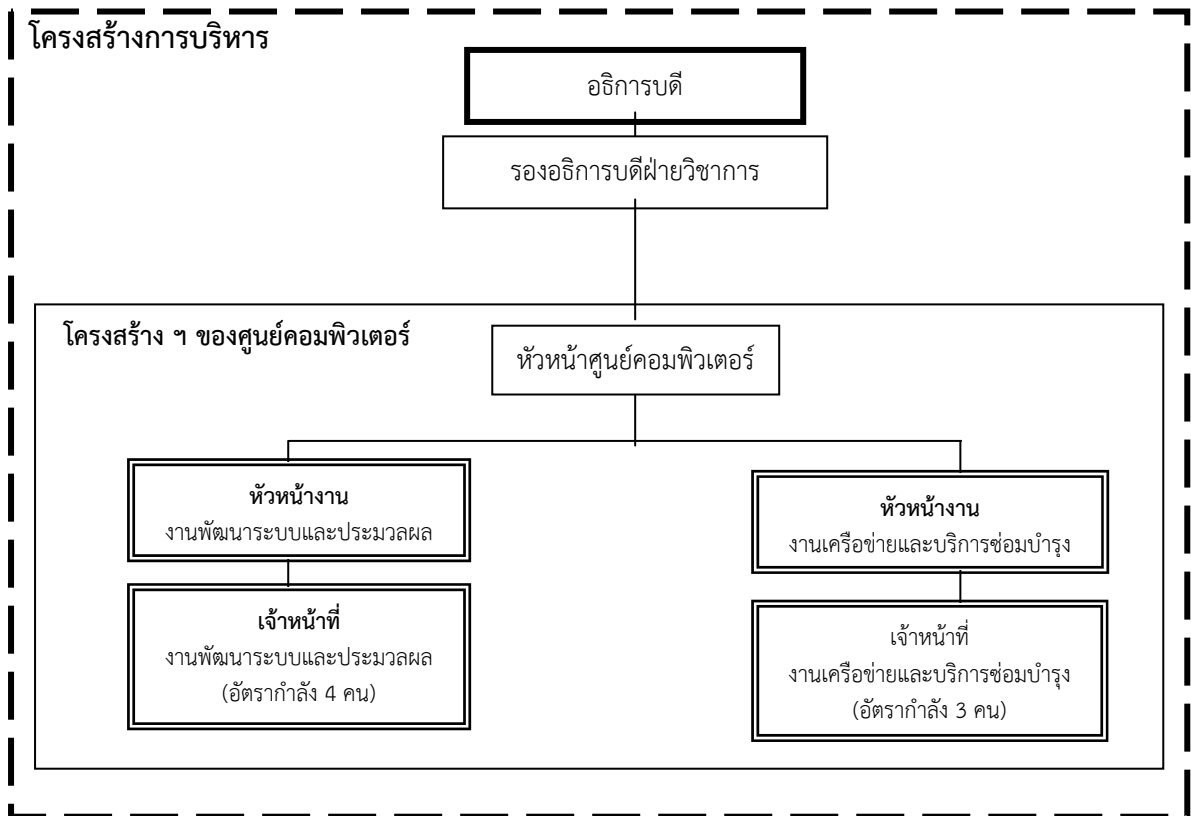 โครงสร้างการบริหาร
อธิการบดี
รองอธิการบดีฝ่ายวิชาการ
โครงสร้าง ฯ ของศูนย์คอมพิวเตอร์
หัวหน้าศูนย์คอมพิวเตอร์
หัวหน้างาน
งานพัฒนาระบบและประมวลผล
เจ้าหน้าที่
งานพัฒนาระบบและประมวลผล
(อัตรากำลัง 4 คน)
หัวหน้างาน
งานเครือข่ายและบริการซ่อมบำรุง
เจ้าหน้าที่
งานเครือข่ายและบริการซ่อมบำรุง
(อัตรากำลัง 3 คน)